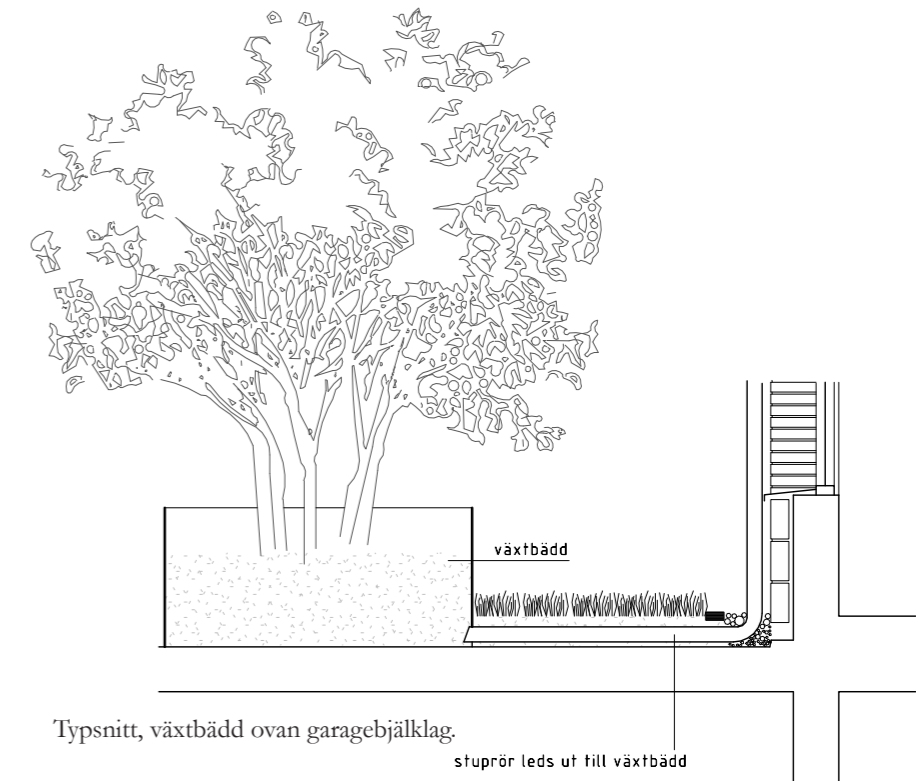 växtbädd
Typsnitt, växtbädd ovan garagebjälklag.
stuprör leds ut till växtbädd